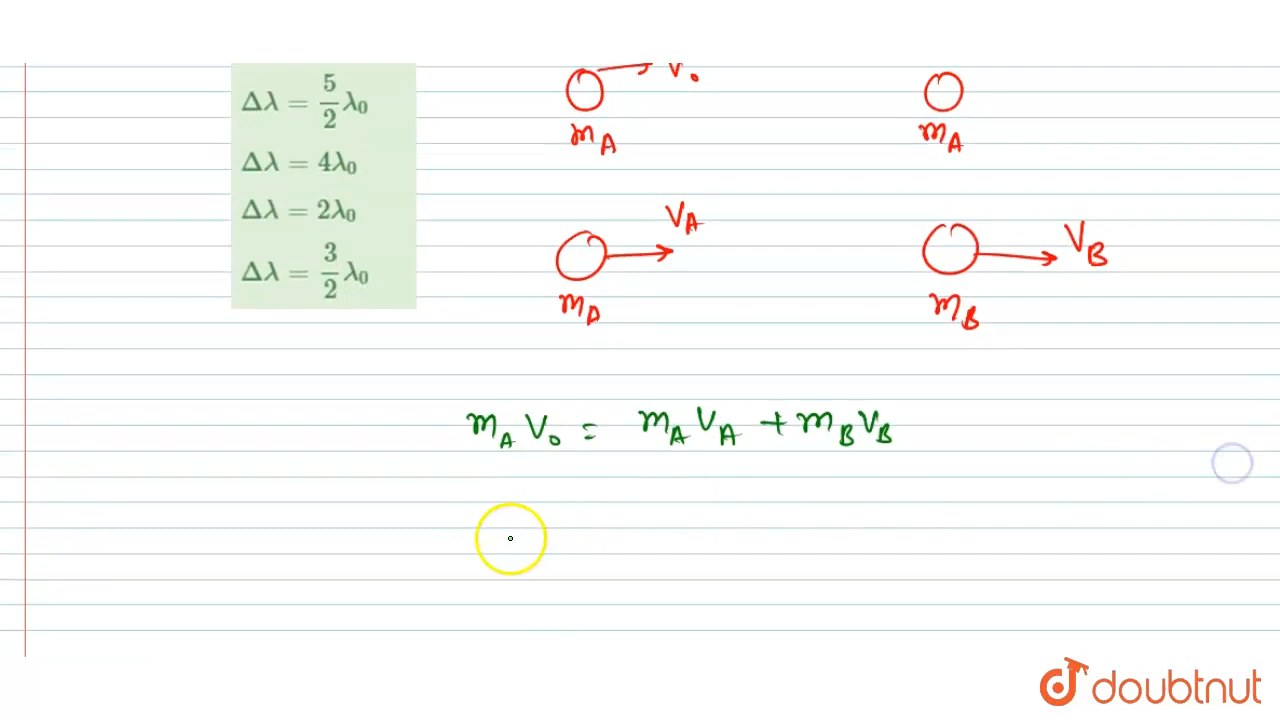 Δλ = 5/2 λ₀
Δλ = 4λ₀
Δλ = 2λ₀
Δλ = 3/2 λ₀
V₀
m_A m_A
V_A V_B
m_A m_B
m_A V₀ = m_A V_A + m_B V_B
doubtnut